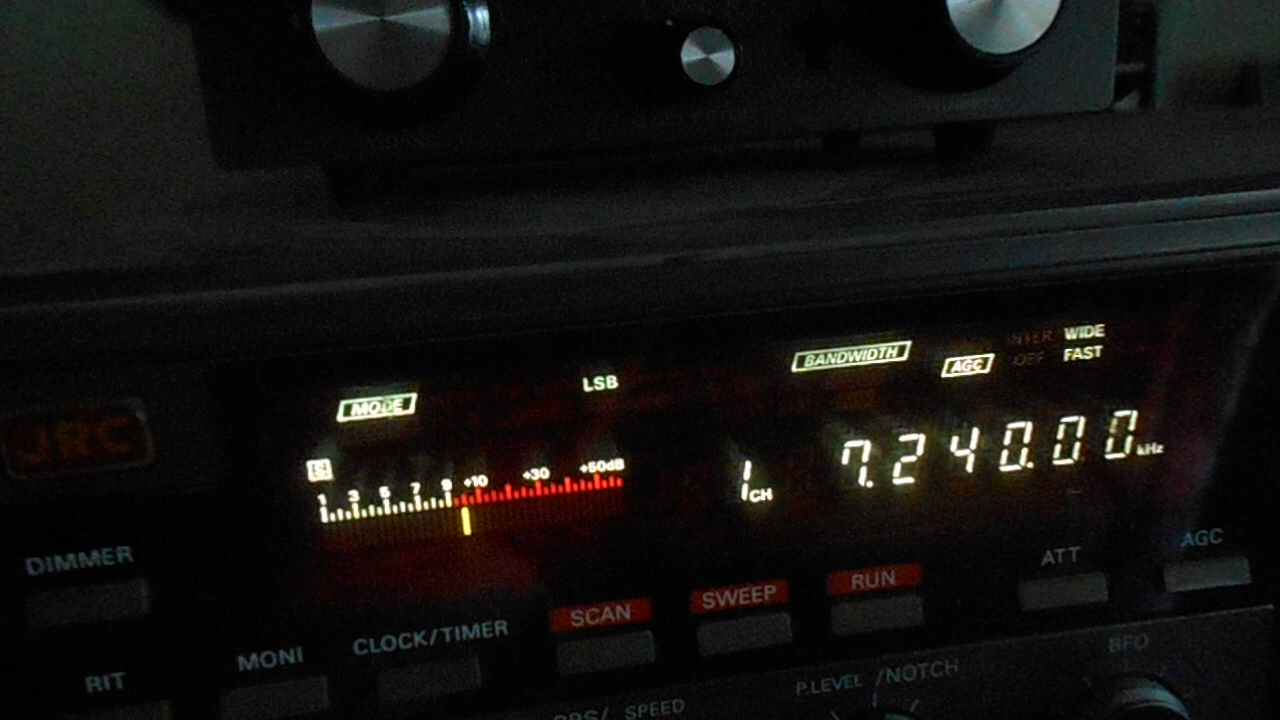 WIDE
BANDWIDTH AGC INTER FAST
OFF
LSB
MODE
JRC
S
1 3 5 7 9 +10 +30 +50dB
1 CH 7.240.00 kHz
DIMMER
AGC
ATT
RUN
SWEEP
SCAN
CLOCK/TIMER
MONI
RIT
BFO
P.LEVEL /NOTCH
SPEED